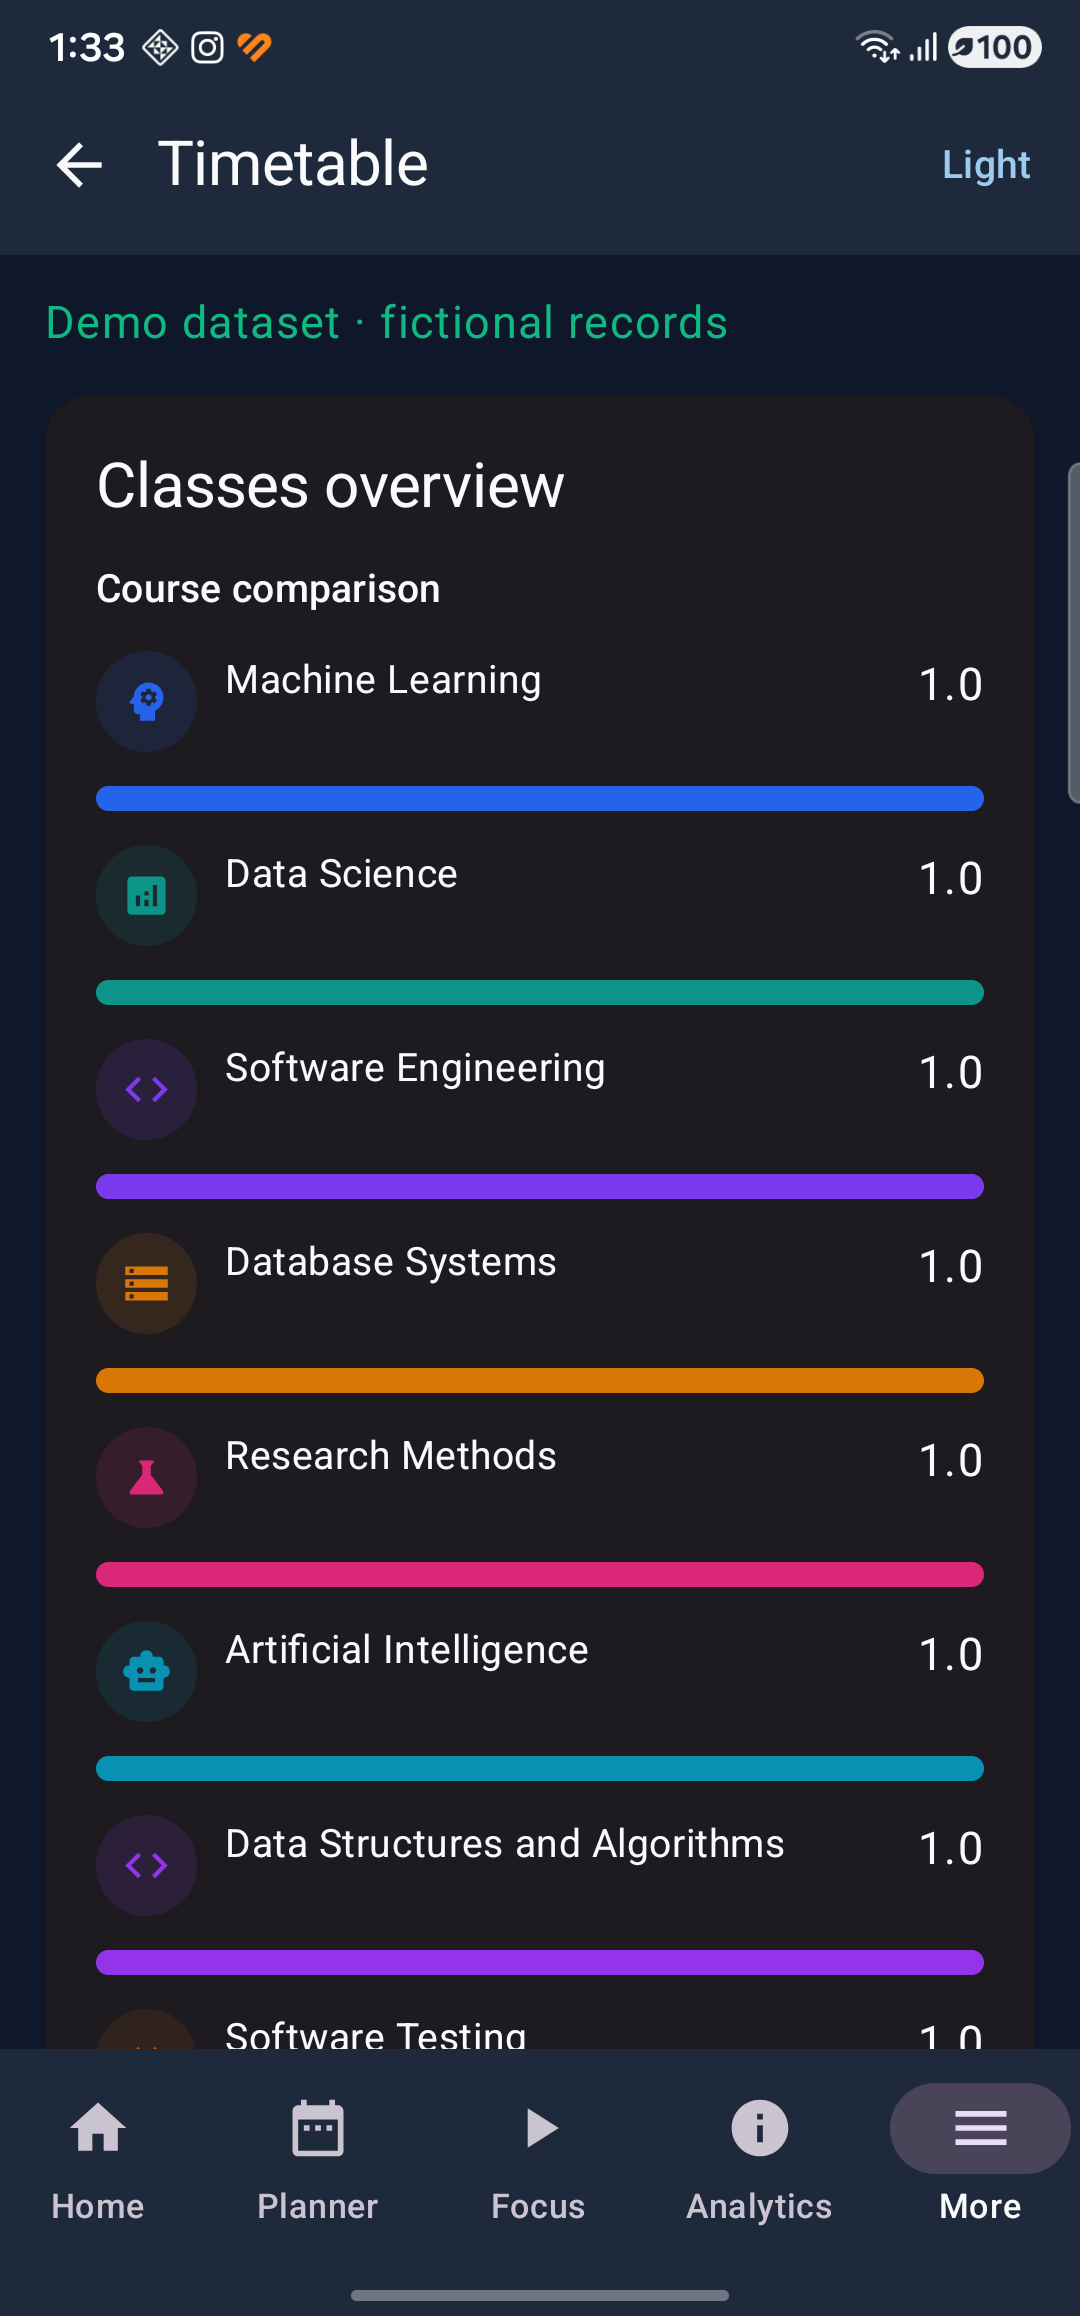 1:33
100
Timetable
Light
Demo dataset · fictional records
Classes overview
Course comparison
Machine Learning 1.0
Data Science 1.0
Software Engineering 1.0
Database Systems 1.0
Research Methods 1.0
Artificial Intelligence 1.0
Data Structures and Algorithms 1.0
Software Testing 1.0
Home Planner Focus Analytics More